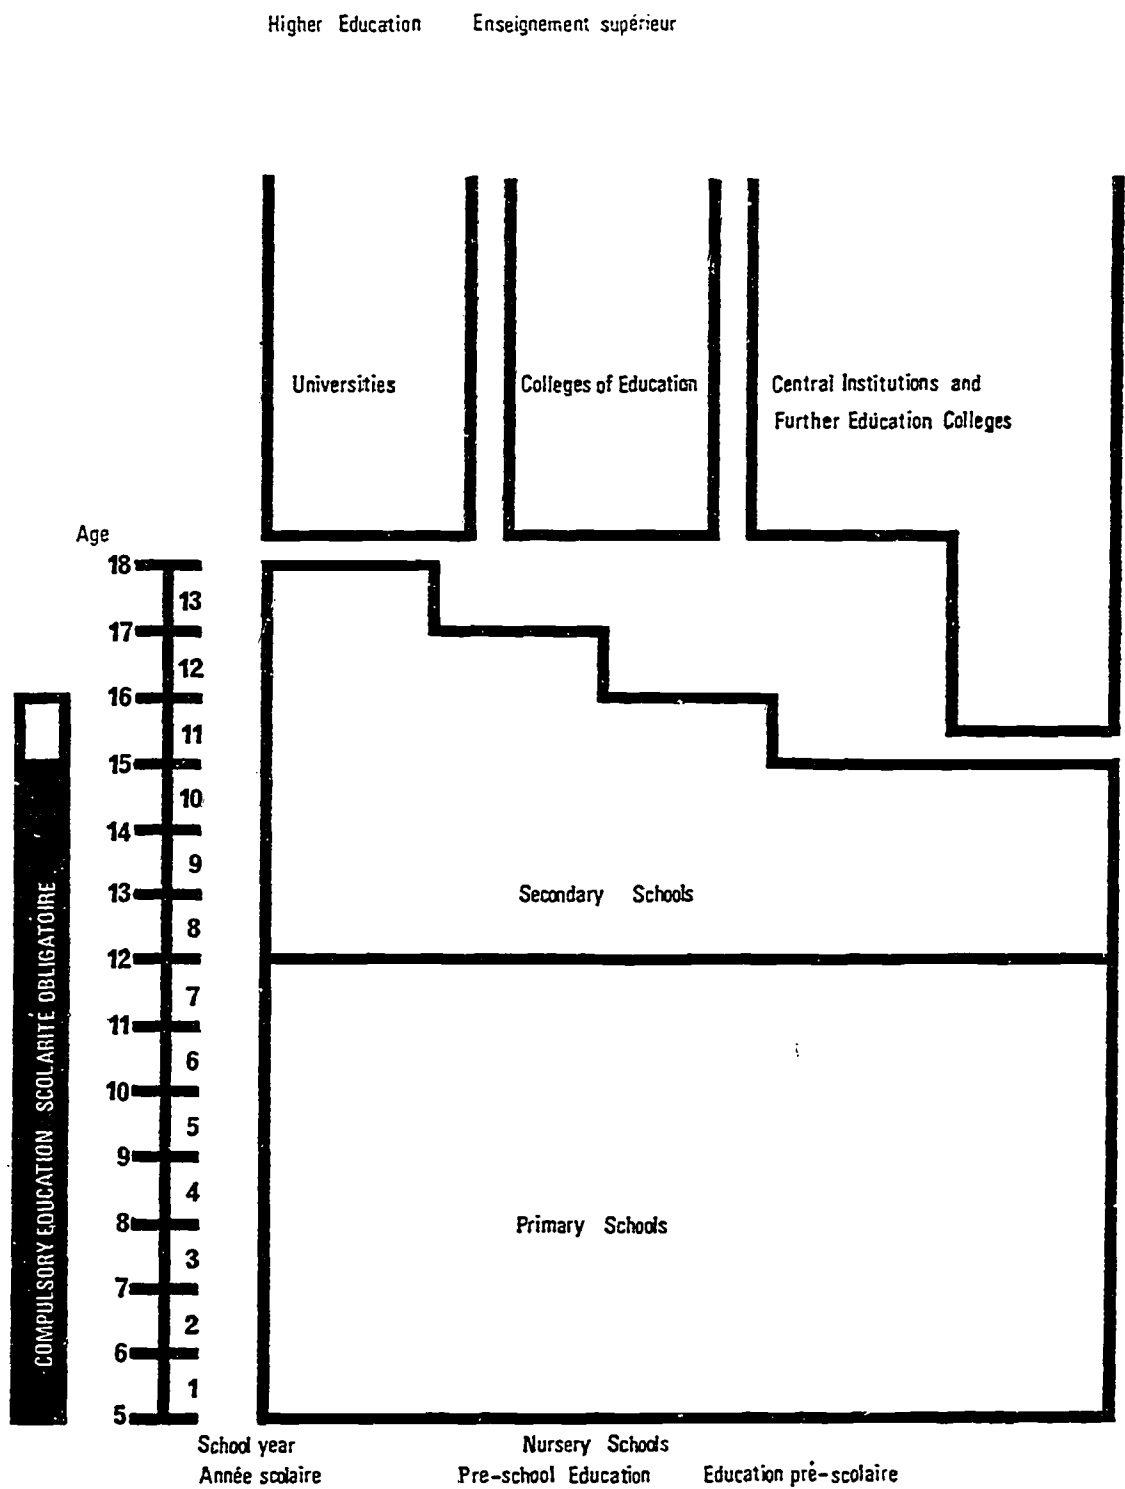 Higher Education Enseignement supérieur
Universities
Colleges of Education
Central Institutions and
Further Education Colleges
Age
18
13
17
12
16
11
15
10
14
9
13
8
12
7
11
6
10
5
9
4
8
3
7
2
6
1
5
COMPULSORY EDUCATION SCOLARITE OBLIGATOIRE
Secondary Schools
Primary Schools
School year
Année scolaire
Nursery Schools
Pre-school Education Education pré-scolaire